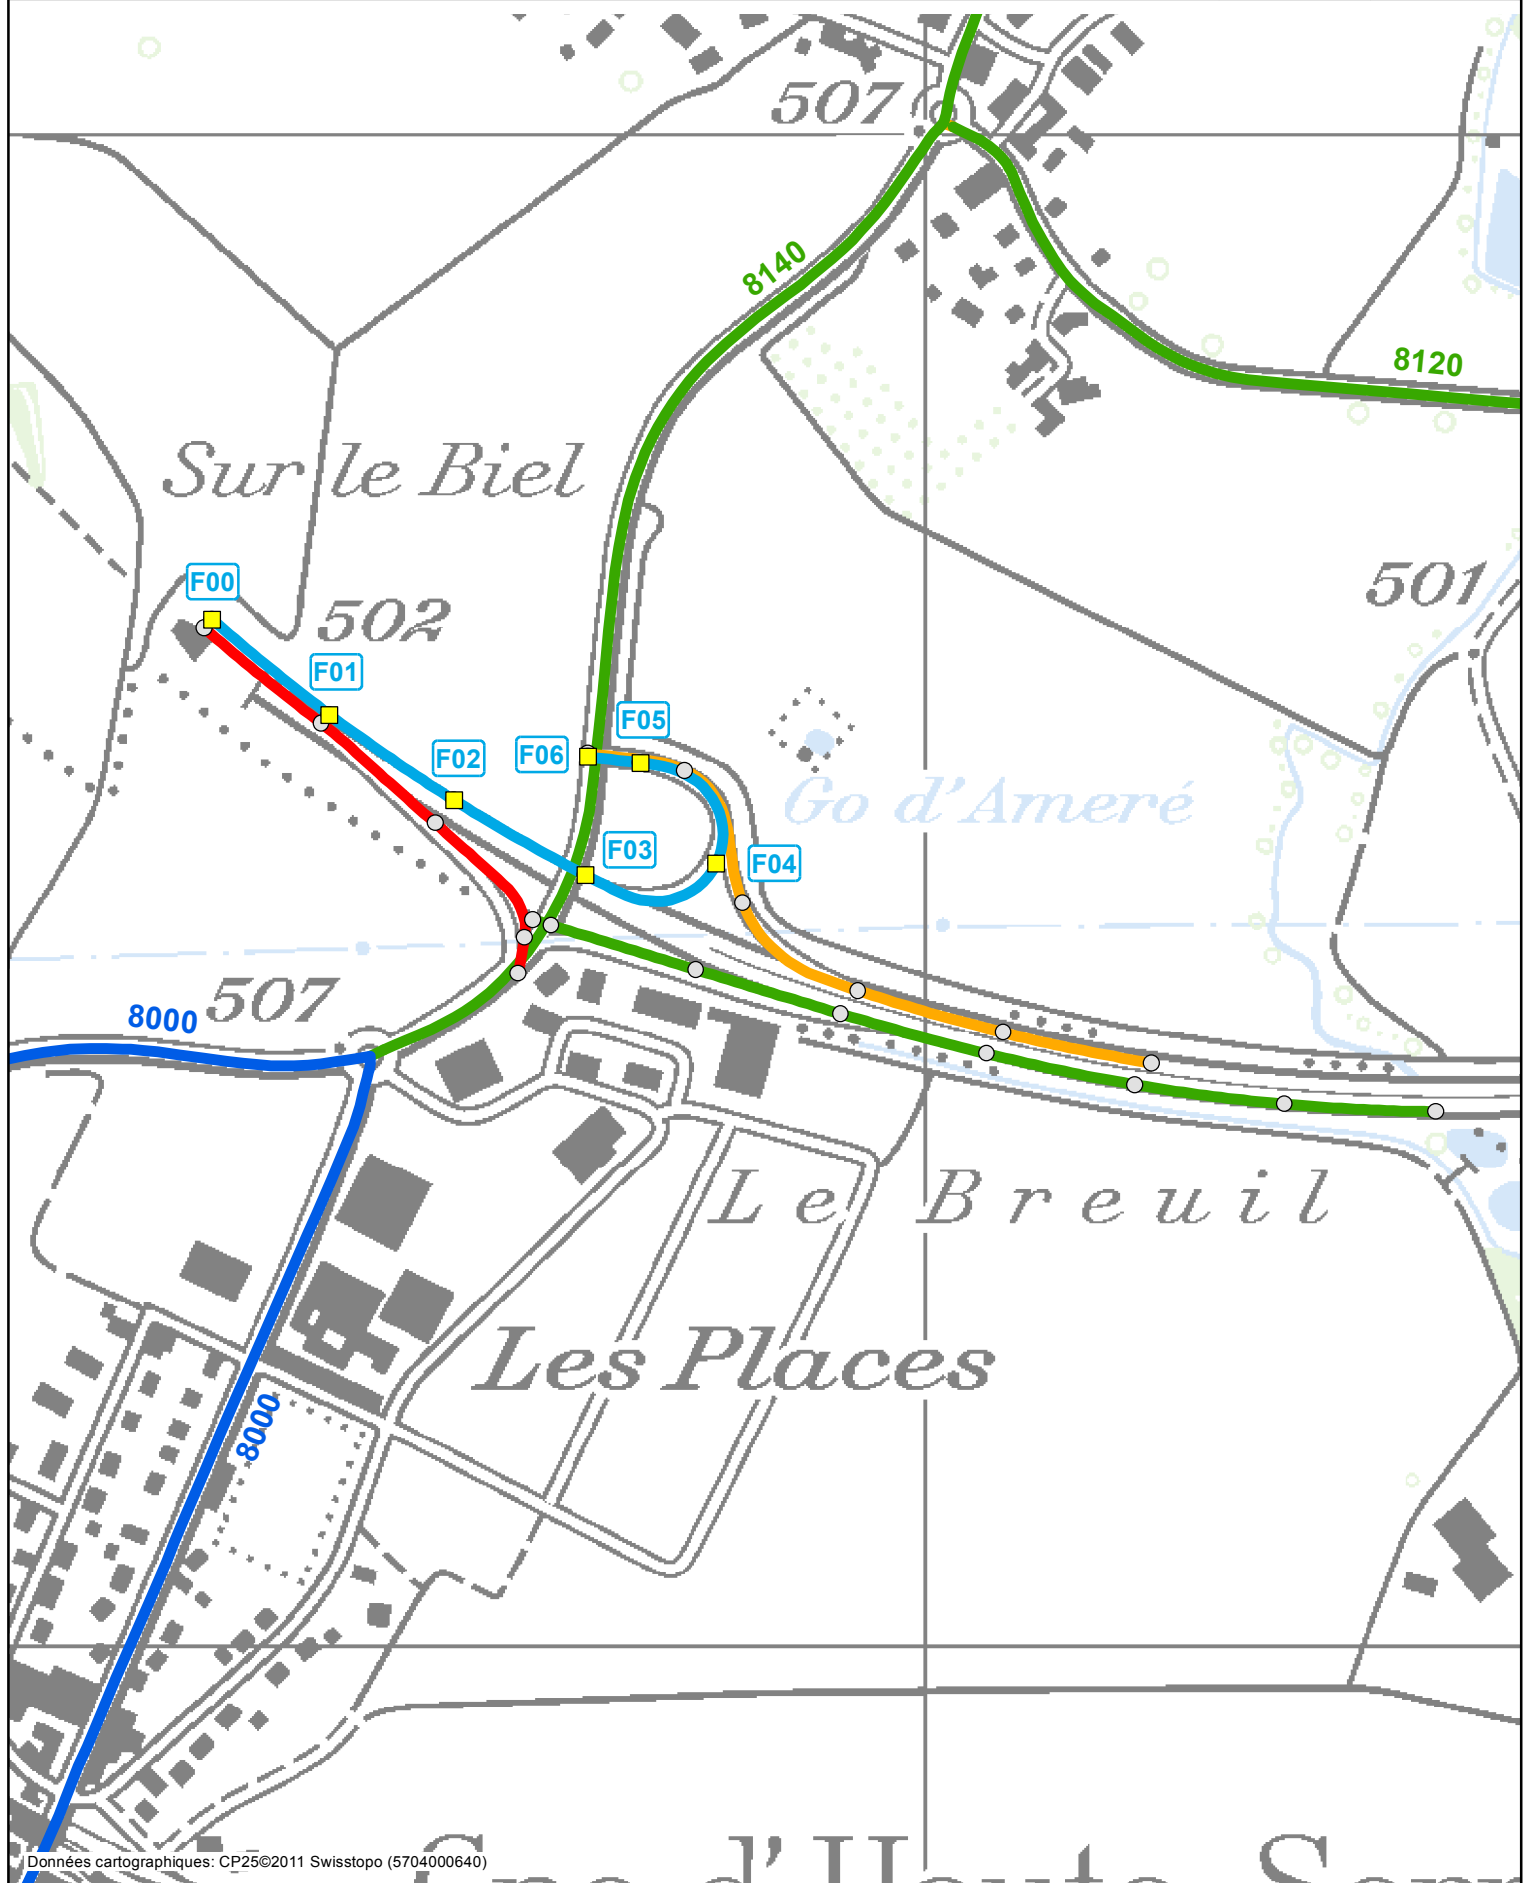 507
8140
8120
Sur le Biel
501
F00
502
F01
F05
F06
F02
Go d'Ameré
F03
F04
507
8000
Le Breuil
Les Places
8000
Données cartographiques: CP25©2011 Swisstopo (5704000640)